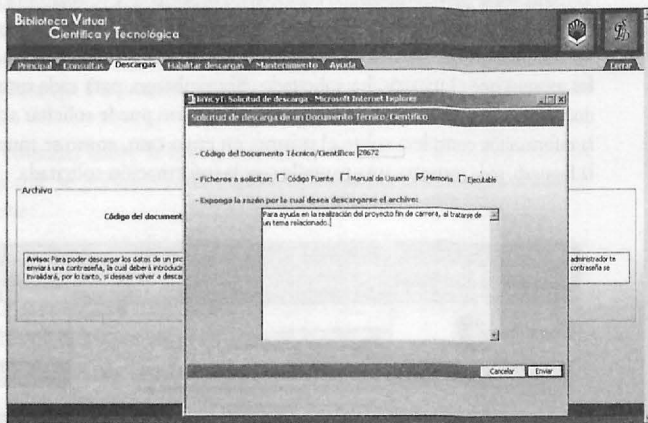 Biblioteca Virtual
Científica y Tecnológica
Principal Consultas Descargas Habilitar descargas Mantenimiento Ayuda Cerrar
BiViCyT: Solicitud de descarga - Microsoft Internet Explorer
Solicitud de descarga de un Documento Técnico/Científico
- Código del Documento Técnico/Científico: 28672
- Ficheros a solicitar: Código Fuente Manual de Usuario Memoria Ejecutable
- Exponga la razón por la cual desea descargarse el archivo:
Para ayuda en la realización del proyecto fin de carrera, al tratarse de
un tema relacionado.
Archivo
Código del document
Aviso: Para poder descargar los datos de un pro
enviará una contraseña, la cual deberá introducir
invalidará, por lo tanto, si deseas volver a desca
administrador te
contraseña se
Cancelar Enviar